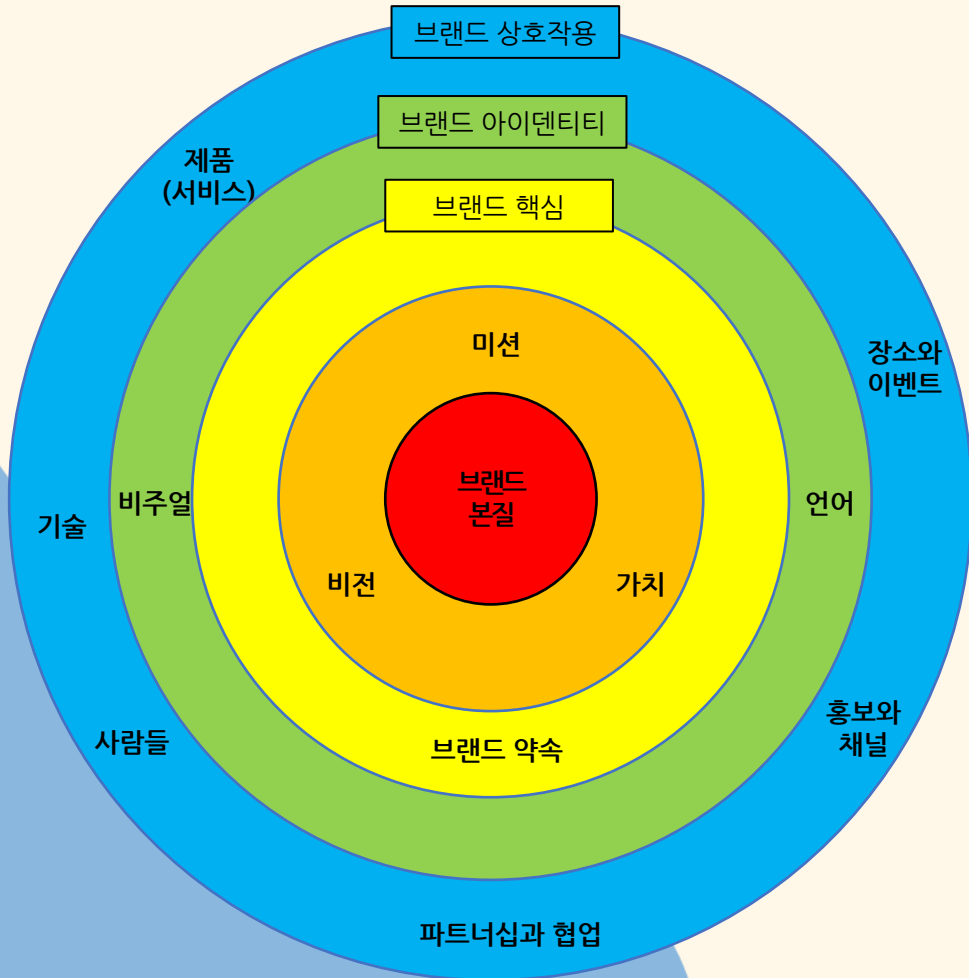 브랜드 상호작용
브랜드 아이덴티티
제품
(서비스)
브랜드 핵심
미션
장소와
이벤트
브랜드
본질
비주얼
언어
기술
비전
가치
홍보와
채널
사람들
브랜드 약속
파트너십과 협업